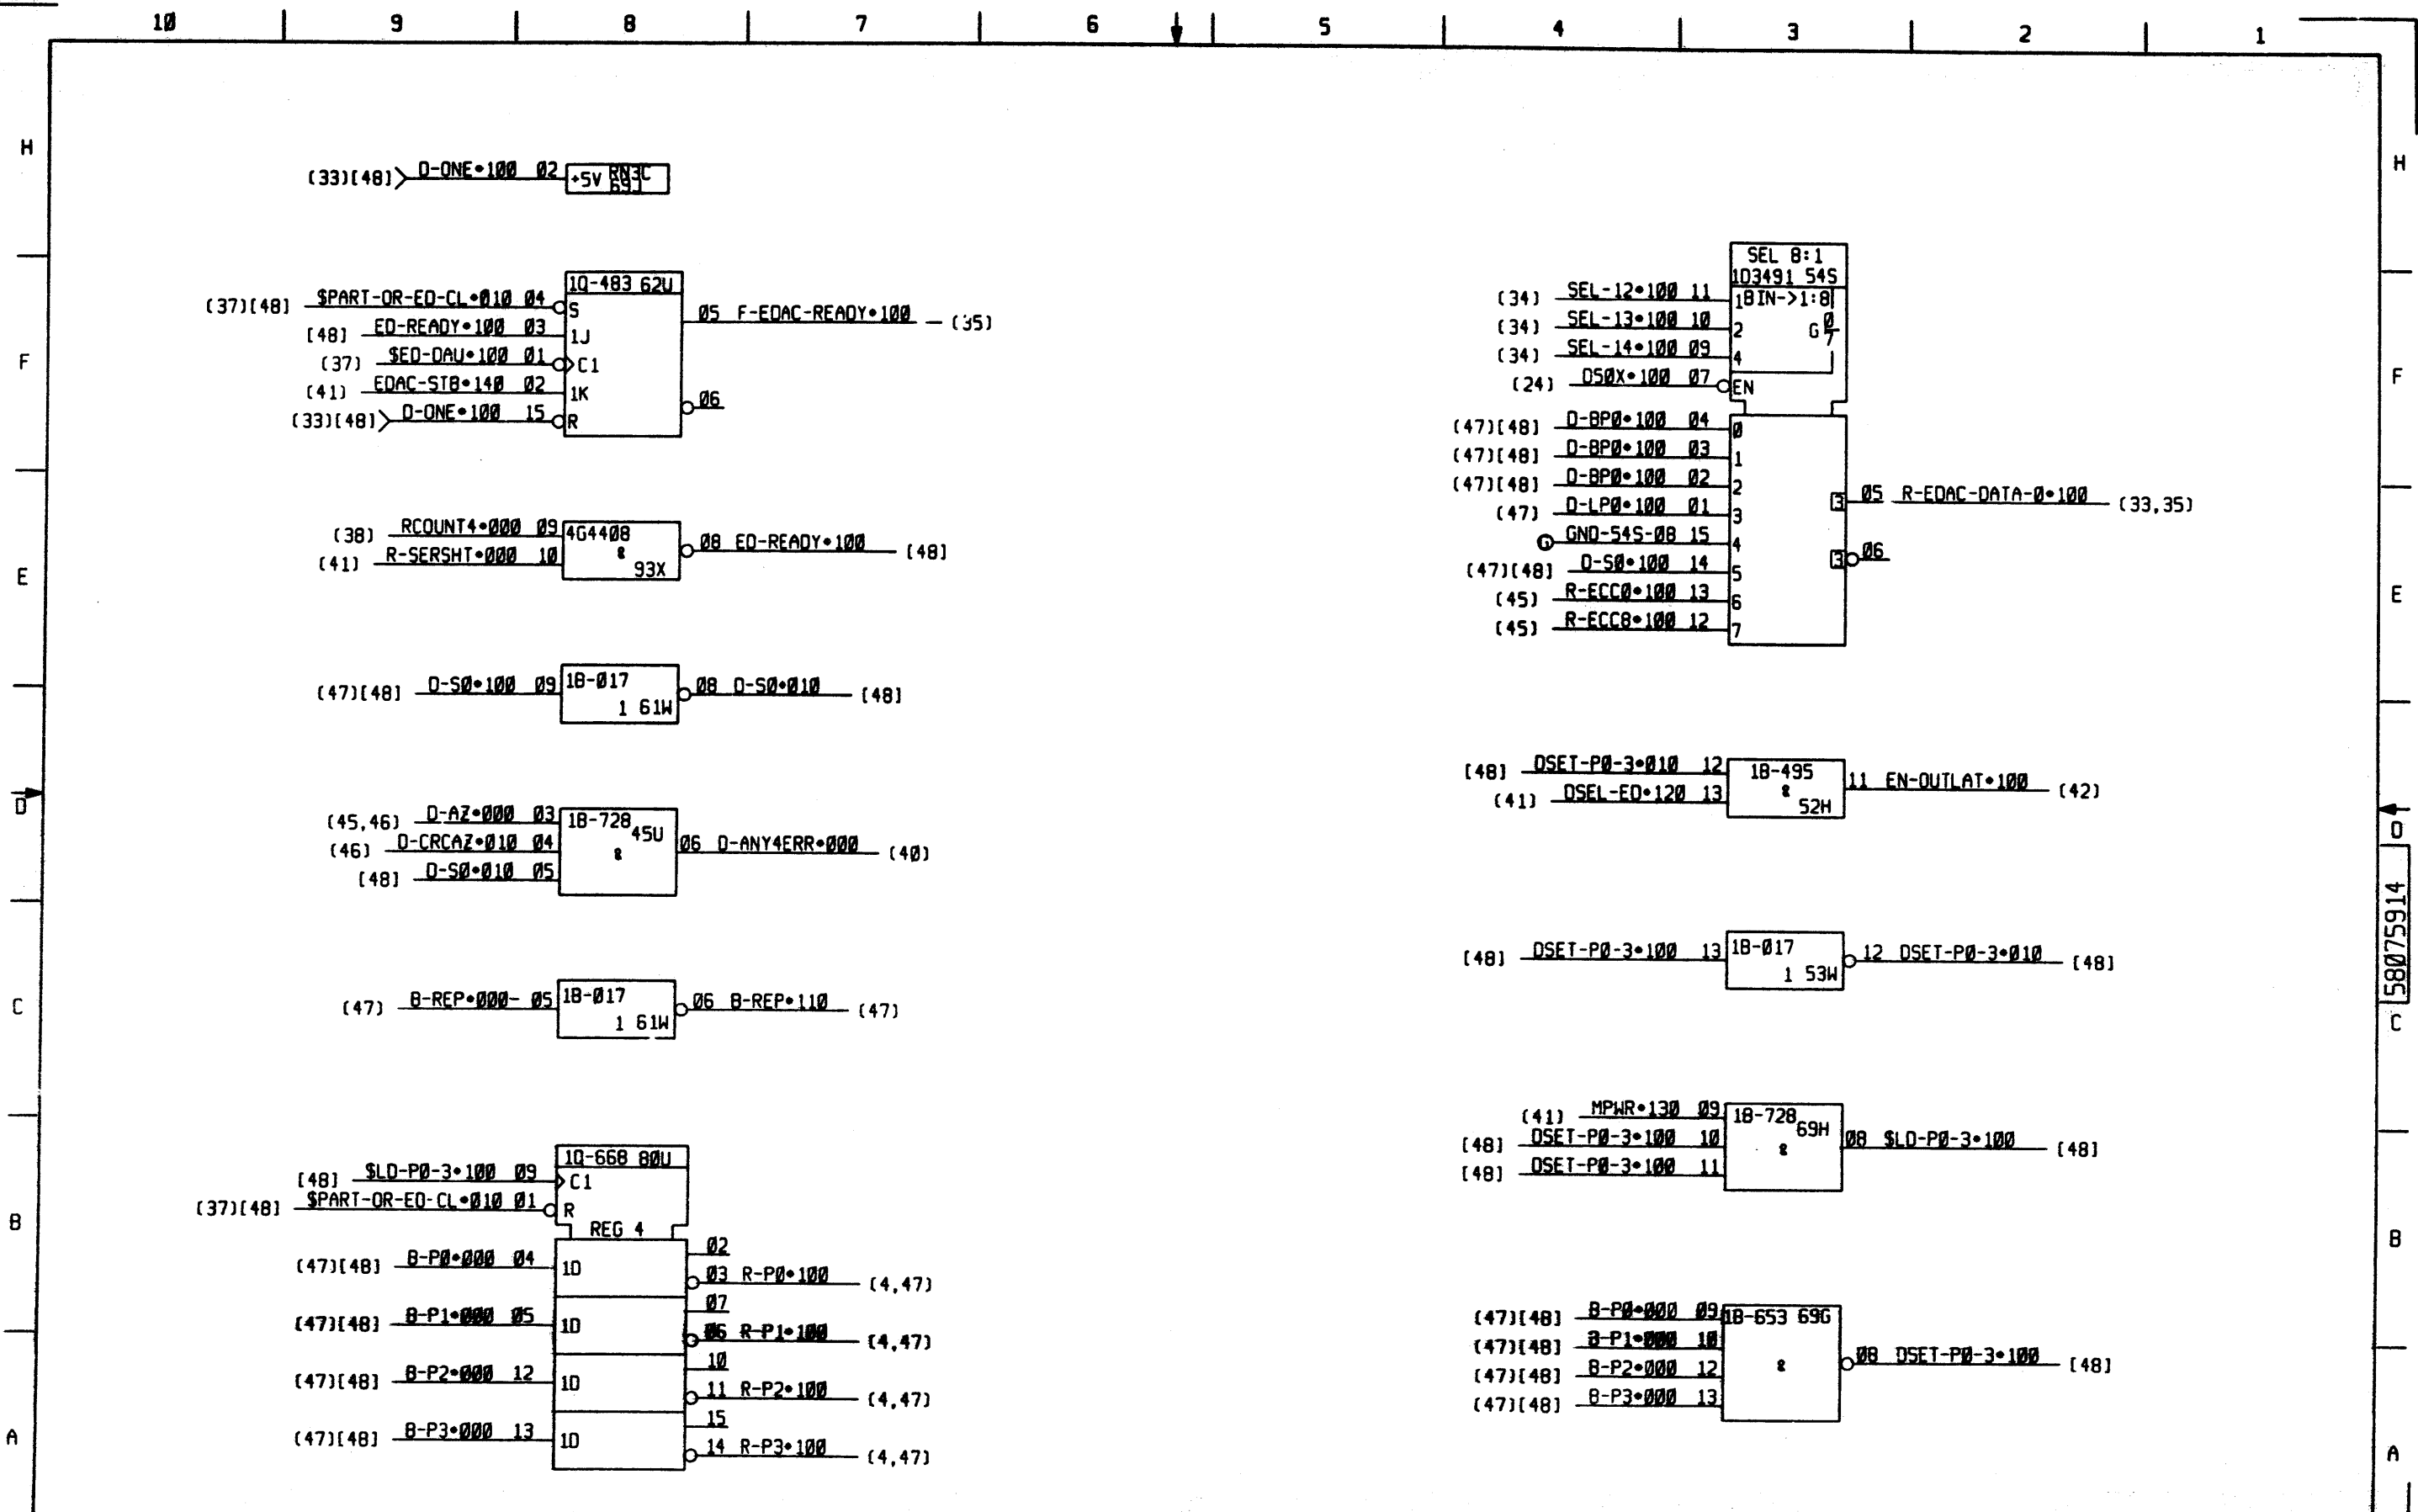 10 9 8 7 6 5 4 3 2 1
H H
(33)[48] D-ONE•100 02 +5V RN3C
69J
1Q-483 62U
(37)[48] $PART-OR-ED-CL•010 04 S
[48] ED-READY•100 03 1J
(37) $ED-DAU•100 01 C1
(41) EDAC-STB•140 02 1K
(33)[48] D-ONE•100 15 R
05 F-EDAC-READY•100 (35)
06
F F
SEL 8:1
1D3491 54S
(34) SEL-12•100 11 1 BIN->1:8
(34) SEL-13•100 10 2 G 0/7
(34) SEL-14•100 09 4
(24) DS0X•100 07 EN
(47)[48] D-BP0•100 04 0
(47)[48] D-BP0•100 03 1
(47)[48] D-BP0•100 02 2
(47) D-LP0•100 01 3
G GND-54S-08 15 4
(47)[48] D-S0•100 14 5
(45) R-ECC0•100 13 6
(45) R-ECC8•100 12 7
3 05 R-EDAC-DATA-0•100 (33,35)
3 06
(38) RCOUNT4•000 09 4G4408
(41) R-SERSHT•000 10 & 93X
08 ED-READY•100 [48]
E E
(47)[48] D-S0•100 09 1B-017
1 61W
08 D-S0•010 [48]
[48] DSET-P0-3•010 12 1B-495
(41) DSEL-ED•120 13 & 52H
11 EN-OUTLAT•100 (42)
D D
(45,46) D-AZ•000 03 1B-728
(46) D-CRCAZ•010 04 45U
[48] D-S0•010 05 &
06 D-ANY4ERR•000 (40)
58075914
[48] DSET-P0-3•100 13 1B-017
1 53W
12 DSET-P0-3•010 [48]
(47) B-REP•000- 05 1B-017
1 61W
06 B-REP•110 (47)
C C
(41) MPWR•130 09 1B-728
[48] DSET-P0-3•100 10 69H
[48] DSET-P0-3•100 11 &
08 $LD-P0-3•100 [48]
1Q-668 80U
[48] $LD-P0-3•100 09 C1
(37)[48] $PART-OR-ED-CL•010 01 R
REG 4
B B
02
(47)[48] B-P0•000 04 1D
03 R-P0•100 (4,47)
07
(47)[48] B-P1•000 05 1D
06 R-P1•100 (4,47)
10
(47)[48] B-P2•000 12 1D
11 R-P2•100 (4,47)
15
(47)[48] B-P3•000 13 1D
14 R-P3•100 (4,47)
(47)[48] B-P0•000 09 1B-653 69G
(47)[48] B-P1•000 10
(47)[48] B-P2•000 12 &
(47)[48] B-P3•000 13
08 DSET-P0-3•100 [48]
A A